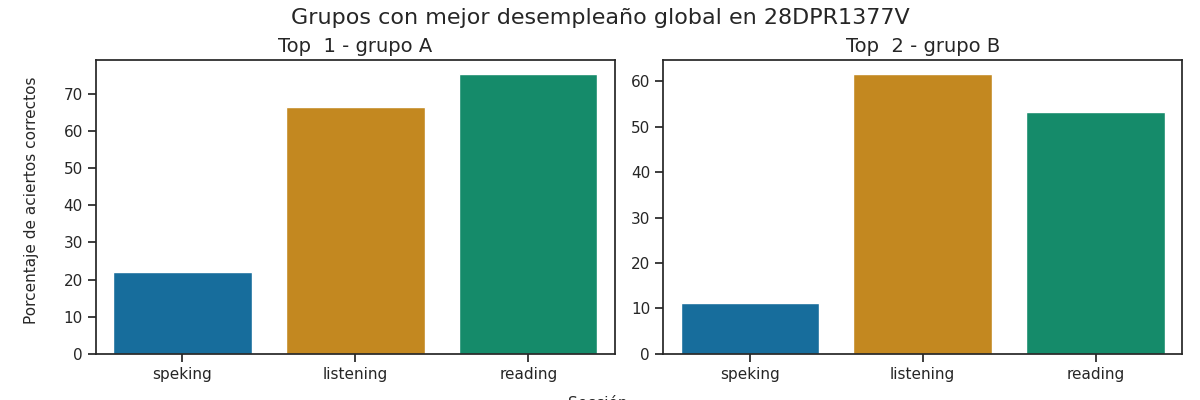 Grupos con mejor desempleaño global en 28DPR1377V
Top  1 - grupo A
Top  2 - grupo B
Porcentaje de aciertos correctos
70
60
50
40
30
20
10
0
speking
listening
reading
60
50
40
30
20
10
0
speking
listening
reading
Sección